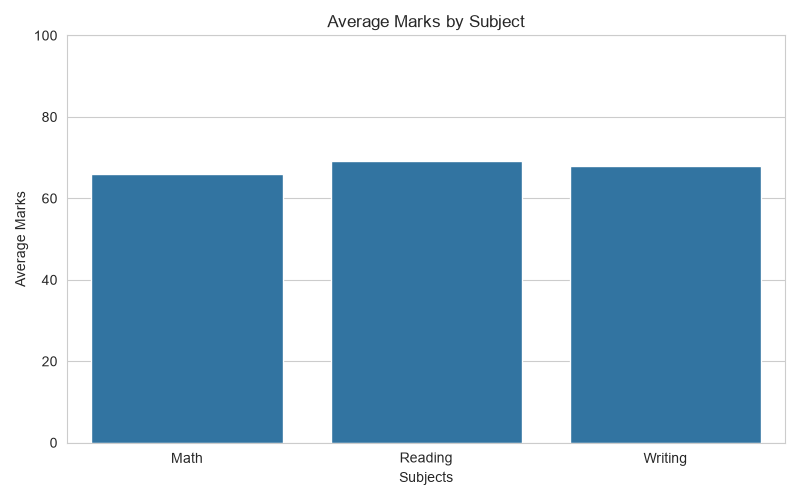 Average Marks by Subject
100
80
60
40
20
0
Average Marks
Math
Reading
Writing
Subjects